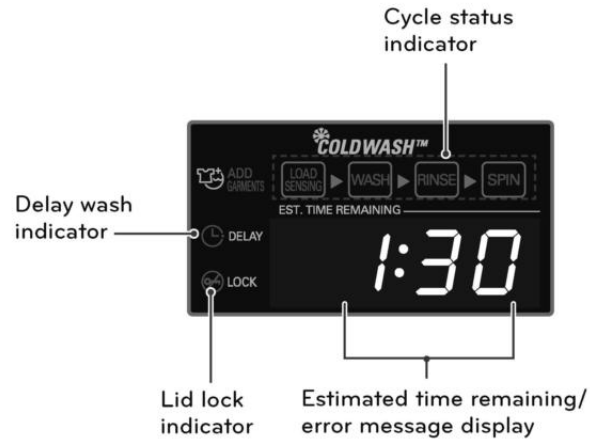 Cycle status
indicator
COLDWASH™
ADD
GARMENTS
LOAD
SENSING
WASH
RINSE
SPIN
EST. TIME REMAINING
Delay wash
indicator
DELAY
1:30
LOCK
Lid lock
indicator
Estimated time remaining/
error message display